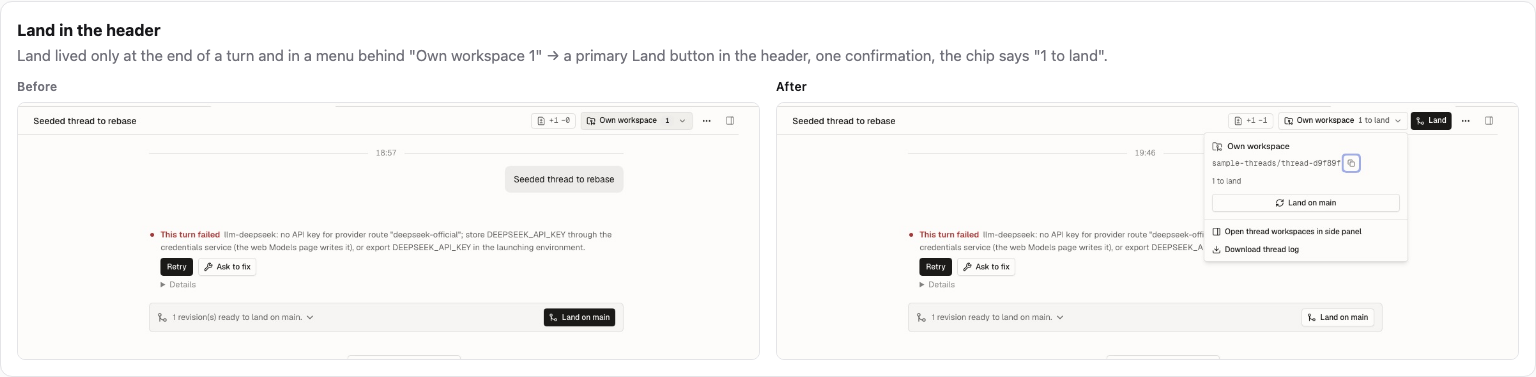 Land in the header
Land lived only at the end of a turn and in a menu behind "Own workspace 1" → a primary Land button in the header, one confirmation, the chip says "1 to land".
Before
Seeded thread to rebase
+1 −0
Own workspace 1
18:57
Seeded thread to rebase
This turn failed llm-deepseek: no API key for provider route "deepseek-official"; store DEEPSEEK_API_KEY through the
credentials service (the web Models page writes it), or export DEEPSEEK_API_KEY in the launching environment.
Retry
Ask to fix
Details
1 revision(s) ready to land on main.
Land on main
After
Seeded thread to rebase
+1 −1
Own workspace 1 to land
Land
19:46
Own workspace
sample-threads/thread-d9f89f
1 to land
Land on main
Open thread workspaces in side panel
Download thread log
This turn failed llm-deepseek: no API key for provider route "deepseek-offi
credentials service (the web Models page writes it), or export DEEPSEEK_A
Retry
Ask to fix
Details
1 revision ready to land on main.
Land on main